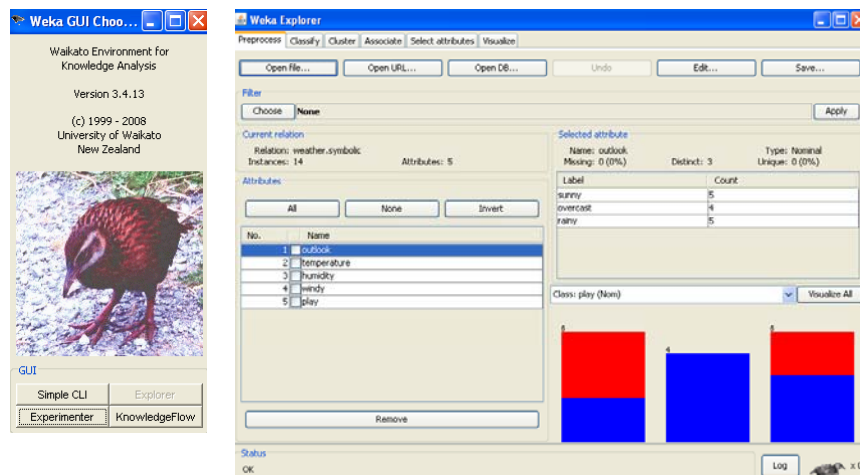 Weka GUI Choo...
Waikato Environment for
Knowledge Analysis
Version 3.4.13
(c) 1999 - 2008
University of Waikato
New Zealand
GUI
Simple CLI Explorer
Experimenter KnowledgeFlow
Weka Explorer
Preprocess Classify Cluster Associate Select attributes Visualize
Open file... Open URL... Open DB... Undo Edit... Save...
Filter
Choose None Apply
Current relation
Relation: weather.symbolic
Instances: 14 Attributes: 5
Attributes
All None Invert
No. Name
1 outlook
2 temperature
3 humidity
4 windy
5 play
Remove
Selected attribute
Name: outlook Type: Nominal
Missing: 0 (0%) Distinct: 3 Unique: 0 (0%)
Label Count
sunny 5
overcast 4
rainy 5
Class: play (Nom) Visualize All
5 4 5
Status
OK
Log x 0